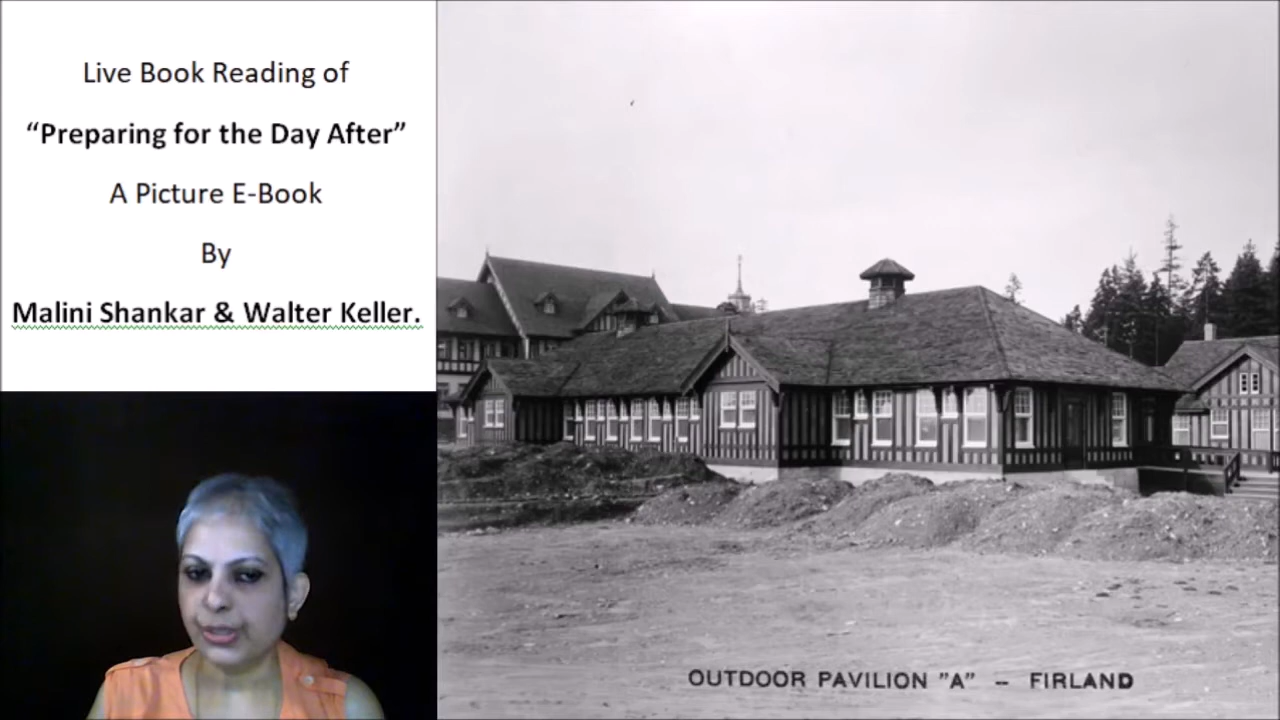 Live Book Reading of
“Preparing for the Day After”
A Picture E-Book
By
Malini Shankar & Walter Keller.
OUTDOOR PAVILION "A" - FIRLAND